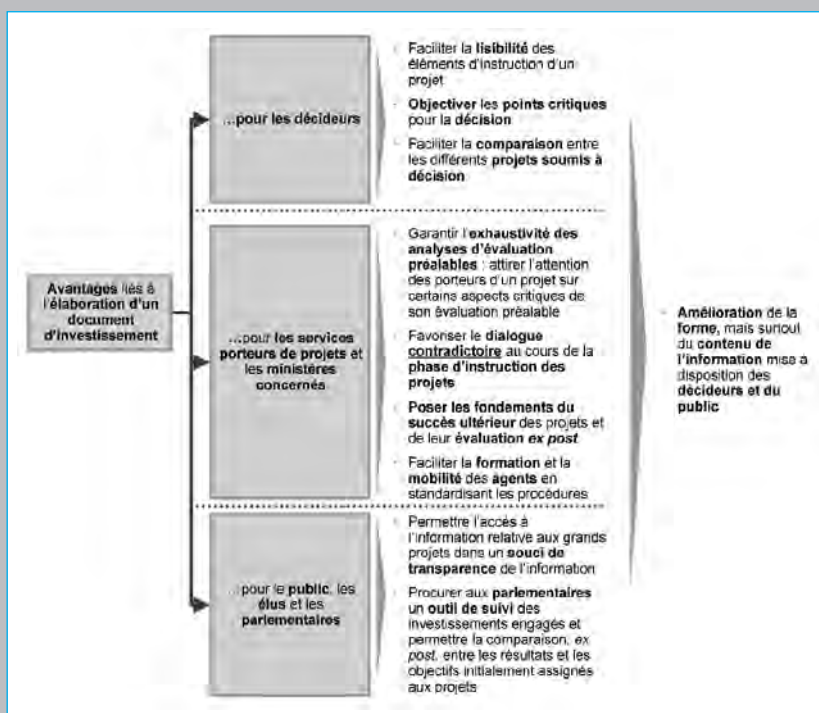 Avantages liés à
l'élaboration d'un
document
d'investissement
...pour les décideurs
Faciliter la lisibilité des
éléments d'instruction d'un
projet
Objectiver les points critiques
pour la décision
Faciliter la comparaison entre
les différents projets soumis à
décision
...pour les services
porteurs de projets et
les ministères
concernés
Garantir l'exhaustivité des
analyses d'évaluation
préalables : attirer l'attention
des porteurs d'un projet sur
certains aspects critiques de
son évaluation préalable
Favoriser le dialogue
contradictoire au cours de la
phase d'instruction des
projets
Poser les fondements du
succès ultérieur des projets et
de leur évaluation ex post
Faciliter la formation et la
mobilité des agents en
standardisant les procédures
...pour le public, les
élus et les
parlementaires
Permettre l'accès à
l'information relative aux grands
projets dans un souci de
transparence de l'information
Procurer aux parlementaires
un outil de suivi des
investissements engagés et
permettre la comparaison, ex
post, entre les résultats et les
objectifs initialement assignés
aux projets
Amélioration de la
forme, mais surtout
du contenu de
l'information mise à
disposition des
décideurs et du
public